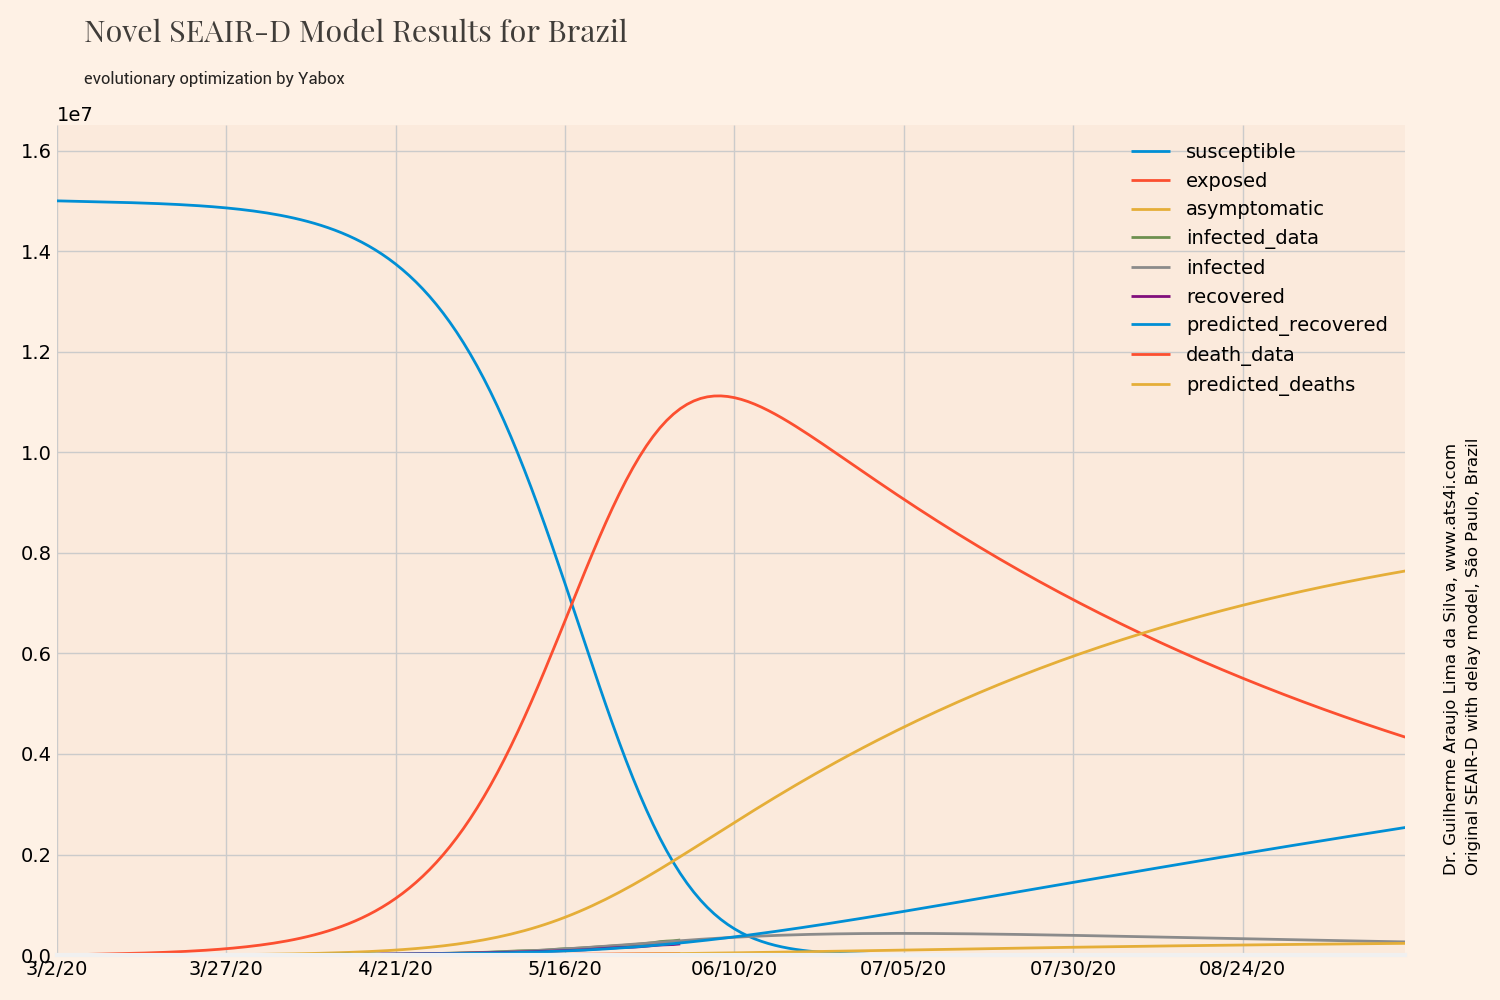 Novel SEAIR-D Model Results for Brazil
evolutionary optimization by Yabox
1e7
1.6
1.4
1.2
1.0
0.8
0.6
0.4
0.2
0.0
susceptible
exposed
asymptomatic
infected_data
infected
recovered
predicted_recovered
death_data
predicted_deaths
3/2/20 3/27/20 4/21/20 5/16/20 06/10/20 07/05/20 07/30/20 08/24/20
Dr. Guilherme Araujo Lima da Silva, www.ats4i.com
Original SEAIR-D with delay model, São Paulo, Brazil